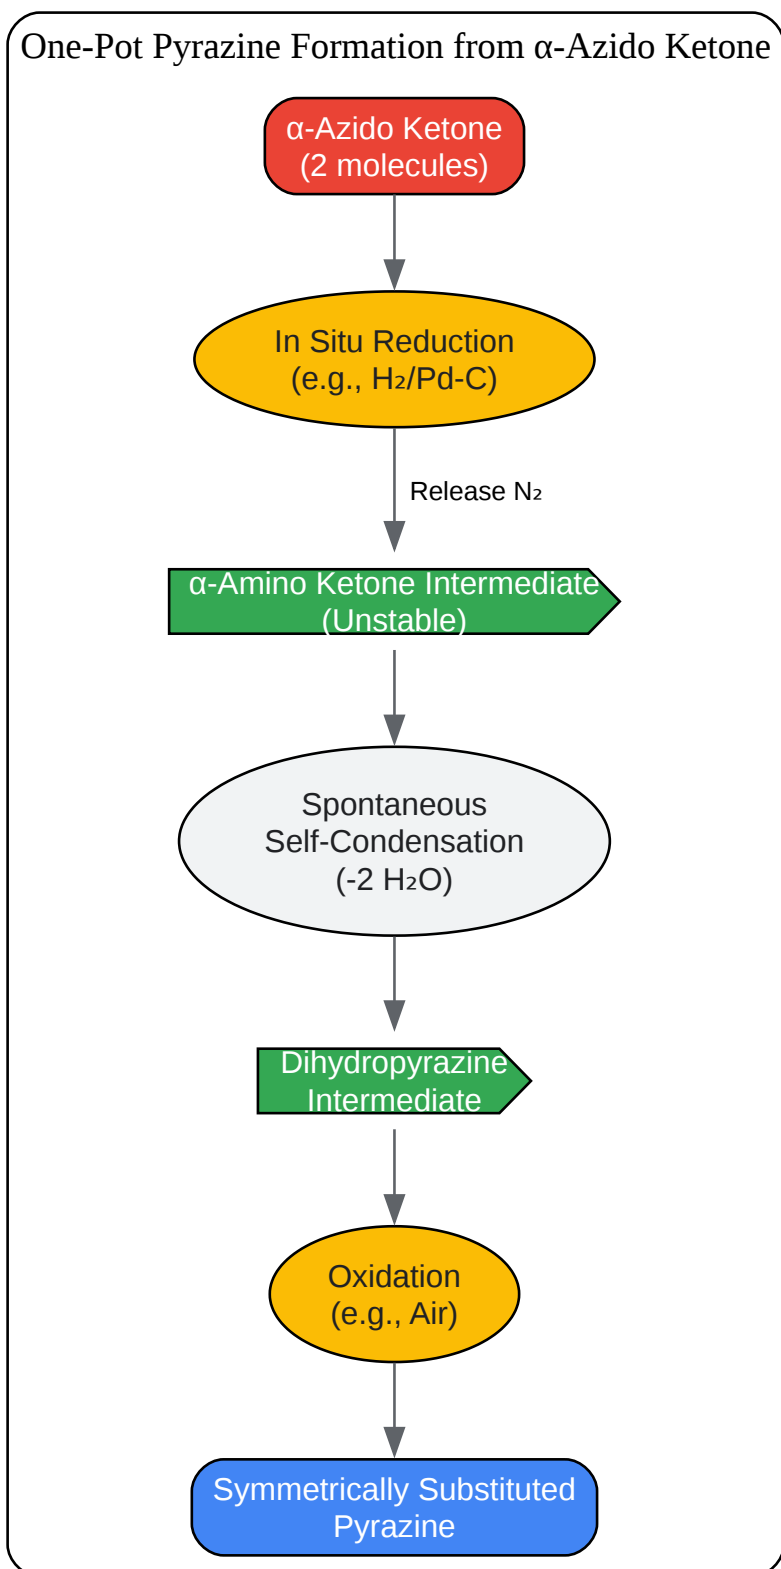 One-Pot Pyrazine Formation from α-Azido Ketone
α-Azido Ketone
(2 molecules)
In Situ Reduction
(e.g., H₂/Pd-C)
Release N₂
α-Amino Ketone Intermediate
(Unstable)
Spontaneous
Self-Condensation
(-2 H₂O)
Dihydropyrazine
Intermediate
Oxidation
(e.g., Air)
Symmetrically Substituted
Pyrazine